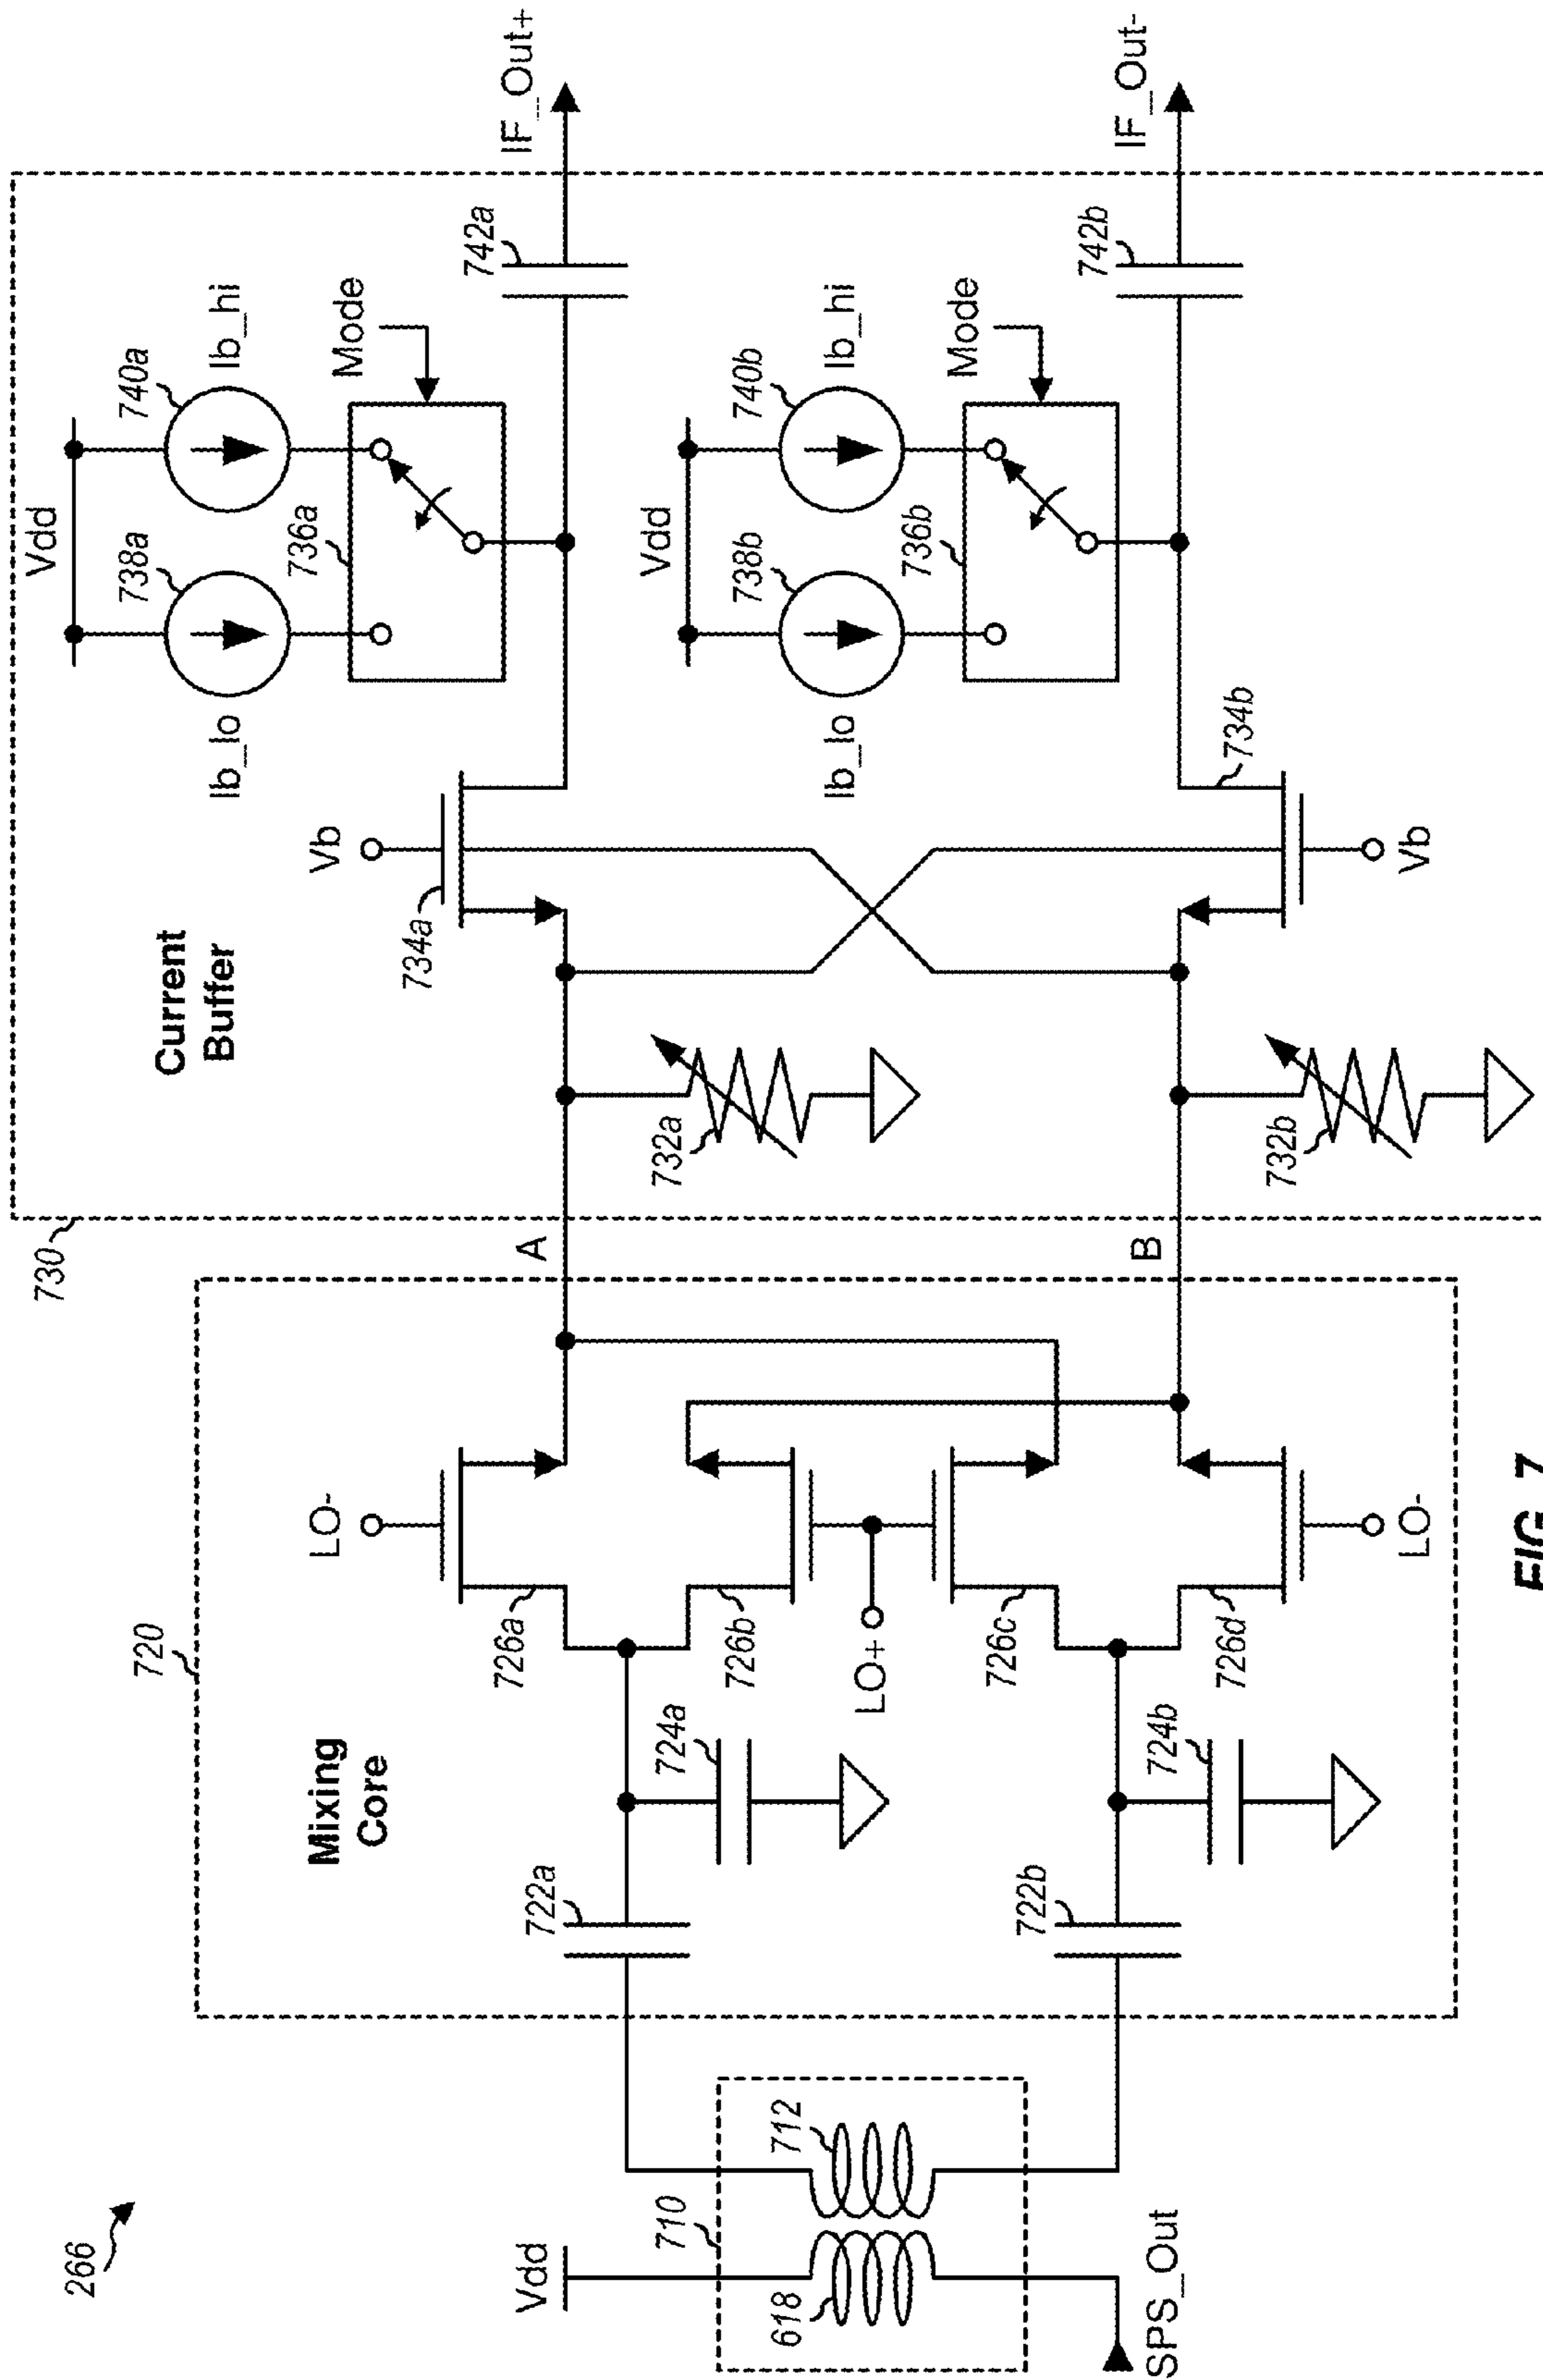 266
Vdd
618
710
712
SPS_Out
720
Mixing
Core
722a
724a
722b
724b
LO-
726a
726b
LO+
726c
726d
LO-
A
B
730
Current
Buffer
732a
732b
734a
Vb
734b
Vb
Vdd
738a
740a
Ib_lo
Ib_hi
736a
Mode
742a
IF_Out+
Vdd
738b
740b
Ib_lo
Ib_hi
736b
Mode
742b
IF_Out-
FIG. 7